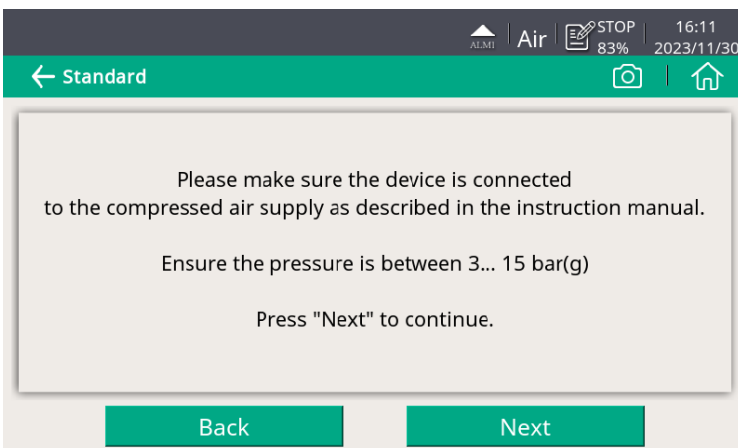 ALM1 Air STOP 16:11
83% 2023/11/30
Standard
Please make sure the device is connected
to the compressed air supply as described in the instruction manual.
Ensure the pressure is between 3... 15 bar(g)
Press "Next" to continue.
Back Next